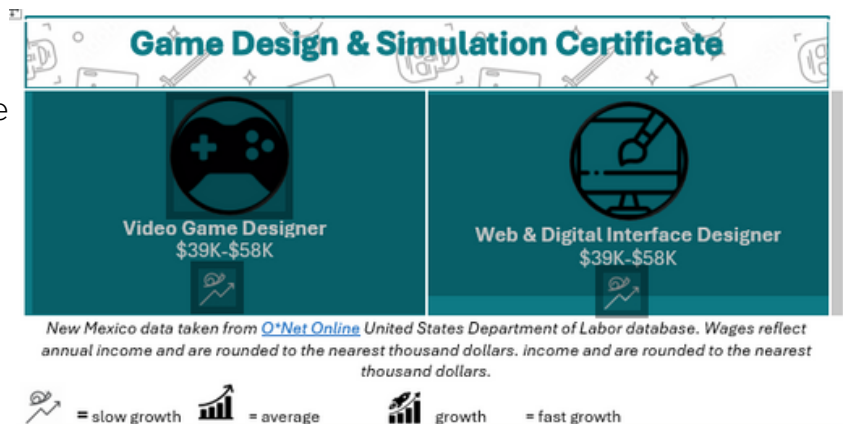 Game Design & Simulation Certificate
e
Video Game Designer
$39K-$58K
Web & Digital Interface Designer
$39K-$58K
New Mexico data taken from O*Net Online United States Department of Labor database. Wages reflect
annual income and are rounded to the nearest thousand dollars. income and are rounded to the nearest
thousand dollars.
= slow growth = average growth = fast growth